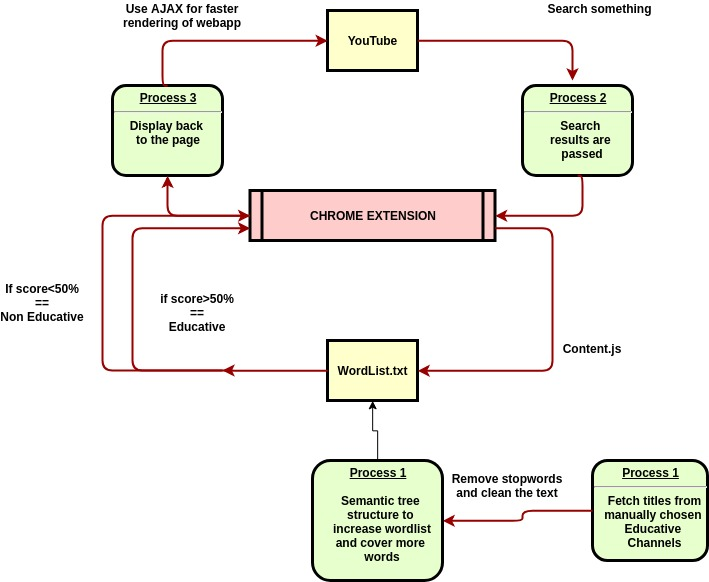 Use AJAX for faster
rendering of webapp
Search something
YouTube
Process 3
Display back
to the page
Process 2
Search
results are
passed
CHROME EXTENSION
If score<50%
==
Non Educative
if score>50%
==
Educative
Content.js
WordList.txt
Process 1
Semantic tree
structure to
increase wordlist
and cover more
words
Remove stopwords
and clean the text
Process 1
Fetch titles from
manually chosen
Educative
Channels